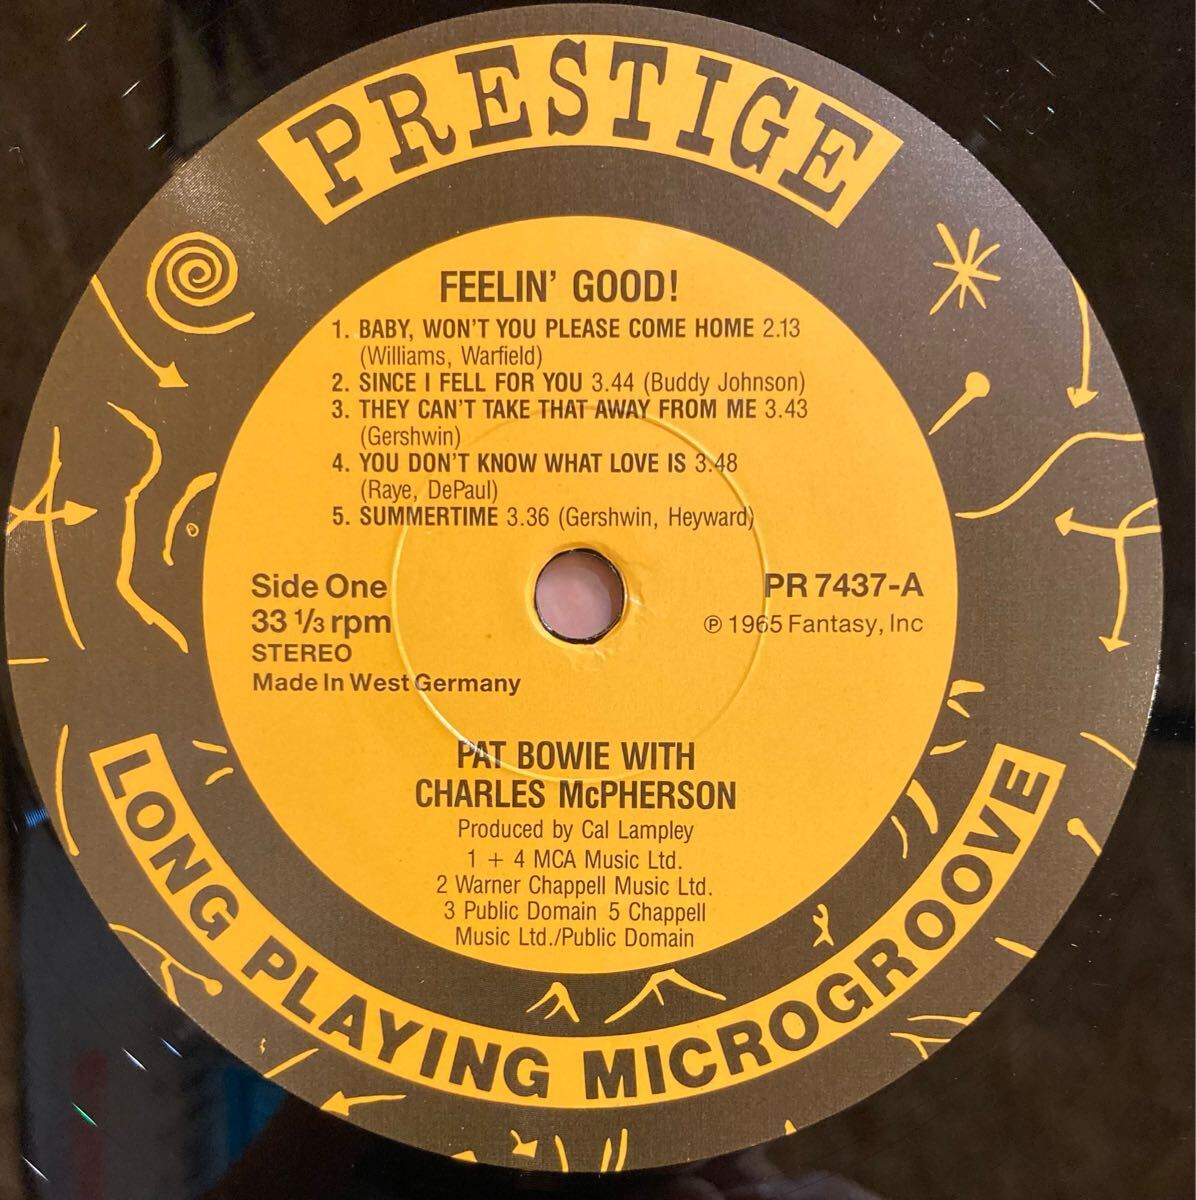 PRESTIGE
FEELIN' GOOD!
1. BABY, WON'T YOU PLEASE COME HOME 2.13
(Williams, Warfield)
2. SINCE I FELL FOR YOU 3.44 (Buddy Johnson)
3. THEY CAN'T TAKE THAT AWAY FROM ME 3.43
(Gershwin)
4. YOU DON'T KNOW WHAT LOVE IS 3.48
(Raye, DePaul)
5. SUMMERTIME 3.36 (Gershwin, Heyward)
Side One
33 1/3 rpm
STEREO
Made In West Germany
PR 7437-A
℗ 1965 Fantasy, Inc
PAT BOWIE WITH
CHARLES McPHERSON
Produced by Cal Lampley
1 + 4 MCA Music Ltd.
2 Warner Chappell Music Ltd.
3 Public Domain 5 Chappell
Music Ltd./Public Domain
LONG PLAYING MICROGROOVE